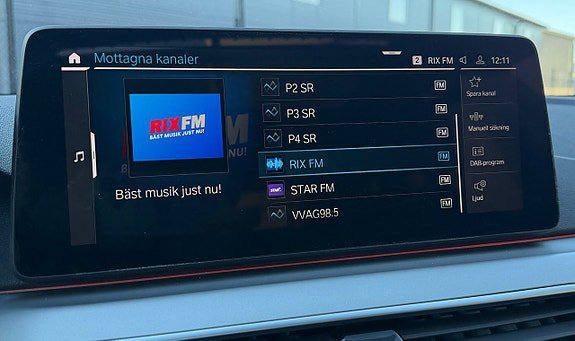 Mottagna kanaler
2 RIX FM 12:11
RIX FM
BÄST MUSIK JUST NU!
Bäst musik just nu!
P2 SR FM
P3 SR FM
P4 SR FM
RIX FM FM
STAR FM FM
VVAG98.5 FM
Spara kanal
Manuell sökning
DAB-program
Ljud